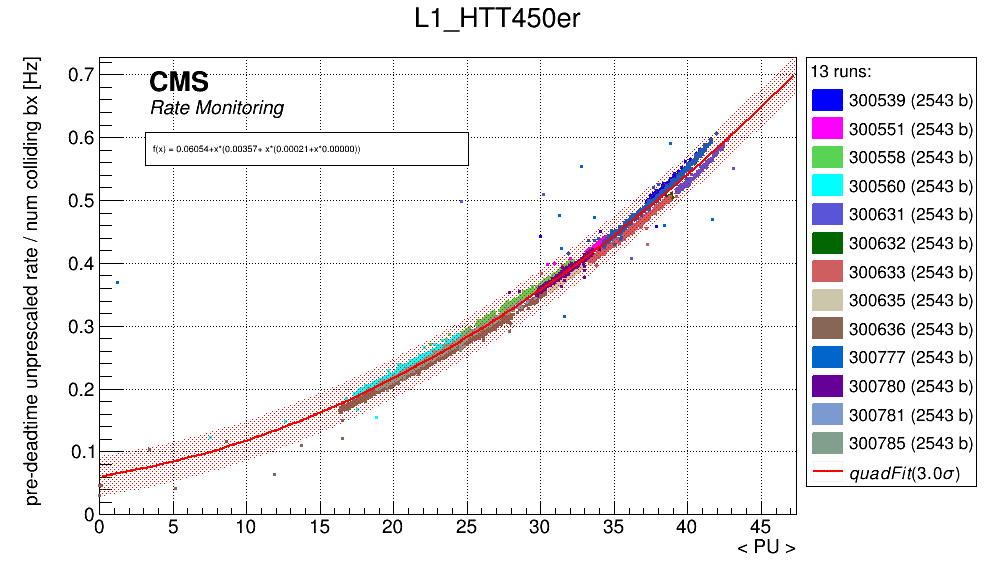 L1_HTT450er
pre-deadtime unprescaled rate / num colliding bx [Hz]
CMS
Rate Monitoring
f(x) = 0.06054+x*(0.00357+ x*(0.00021+x*0.00000))
0.7
0.6
0.5
0.4
0.3
0.2
0.1
0
0
5
10
15
20
25
30
35
40
45
< PU >
13 runs:
300539 (2543 b)
300551 (2543 b)
300558 (2543 b)
300560 (2543 b)
300631 (2543 b)
300632 (2543 b)
300633 (2543 b)
300635 (2543 b)
300636 (2543 b)
300777 (2543 b)
300780 (2543 b)
300781 (2543 b)
300785 (2543 b)
quadFit(3.0σ)